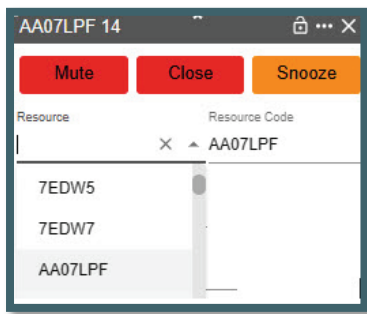 AA07LPF 14
Mute Close Snooze
Resource Resource Code
AA07LPF
7EDW5
7EDW7
AA07LPF